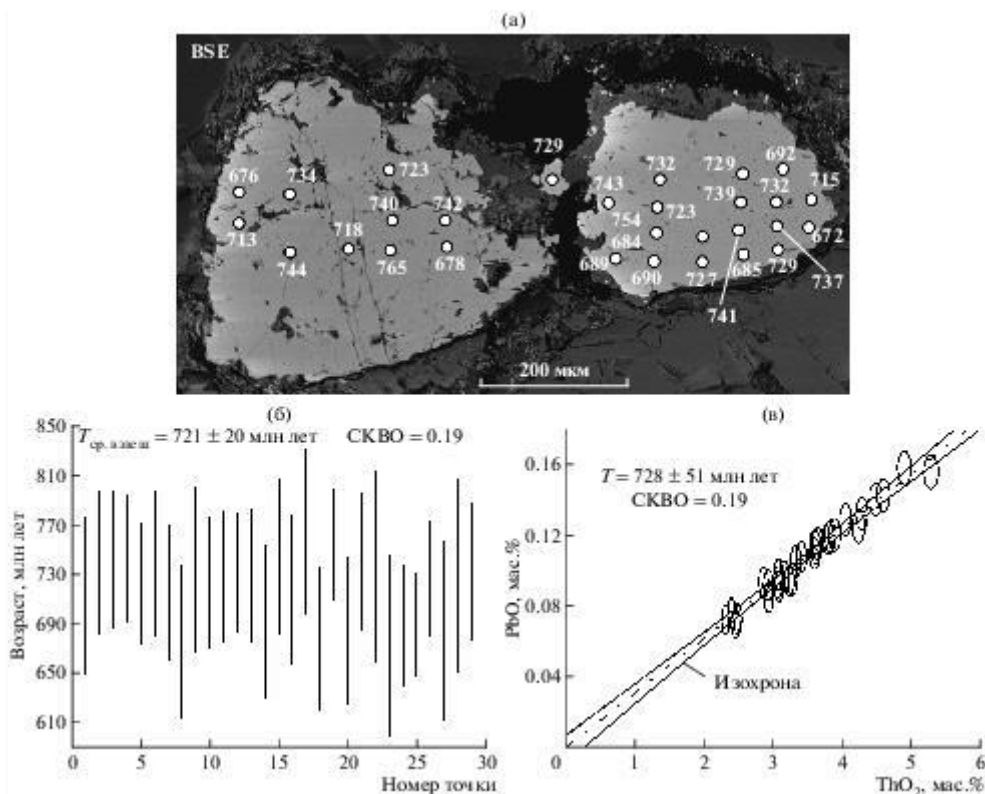 (а)
BSE
729
676 734 723
713 718 740 742
744 765 678
743 732 729 692 715
754 723 739 732
684 672
689 690 727 685 729 737
741
200 мкм
(б)
850
810
770
730
690
650
610
Возраст, млн лет
Tср. взвеш = 721 ± 20 млн лет СКВО = 0.19
0 5 10 15 20 25 30
Номер точки
(в)
0.16
0.12
0.08
0.04
PbO, мас.%
T = 728 ± 51 млн лет
СКВО = 0.19
Изохрона
0 1 2 3 4 5 6
ThO₂, мас.%